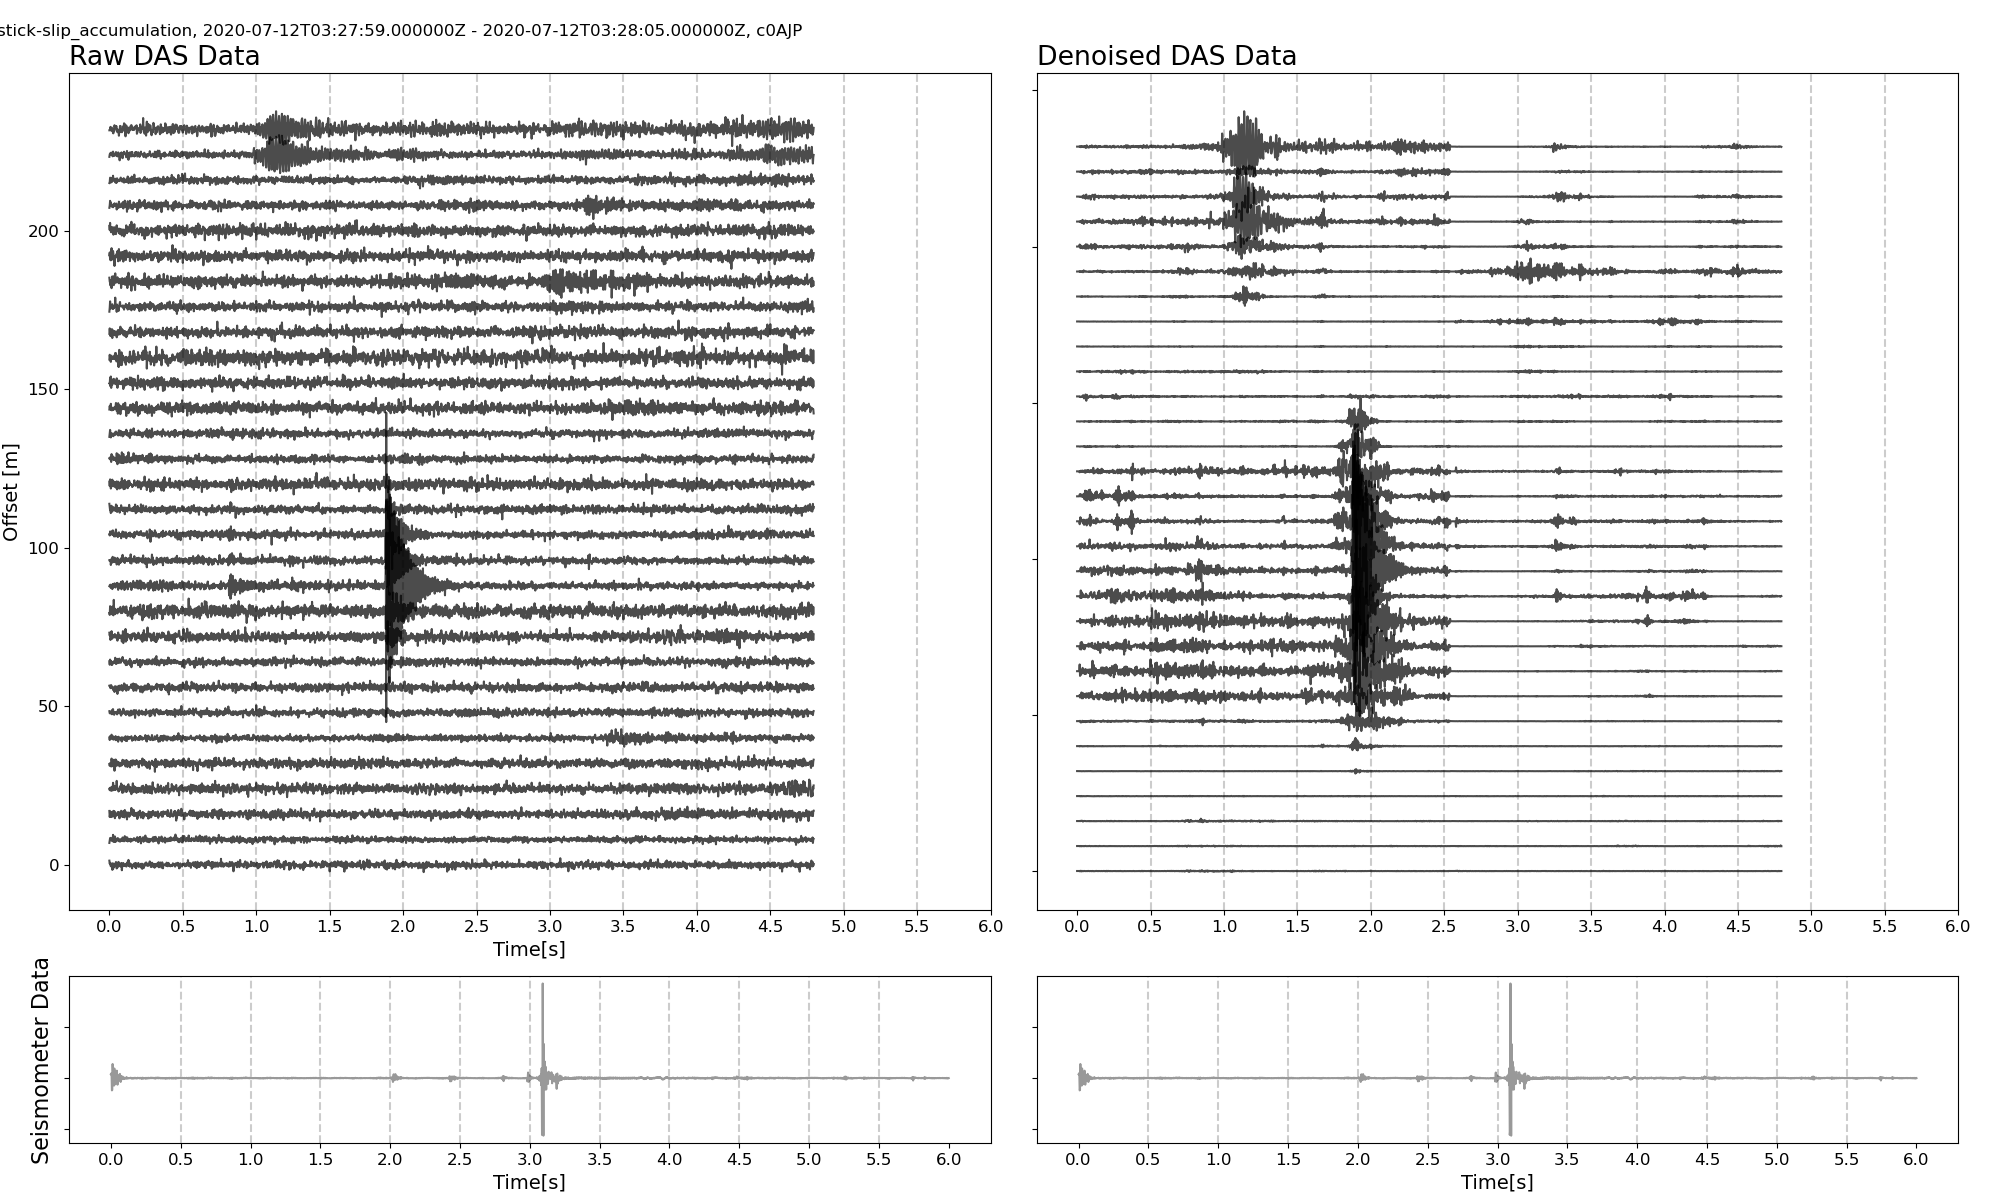 stick-slip_accumulation, 2020-07-12T03:27:59.000000Z - 2020-07-12T03:28:05.000000Z, c0AJP
Raw DAS Data
Denoised DAS Data
200
150
100
50
0
Offset [m]
0.0 0.5 1.0 1.5 2.0 2.5 3.0 3.5 4.0 4.5 5.0 5.5 6.0
Time[s]
0.0 0.5 1.0 1.5 2.0 2.5 3.0 3.5 4.0 4.5 5.0 5.5 6.0
Seismometer Data
0.0 0.5 1.0 1.5 2.0 2.5 3.0 3.5 4.0 4.5 5.0 5.5 6.0
Time[s]
0.0 0.5 1.0 1.5 2.0 2.5 3.0 3.5 4.0 4.5 5.0 5.5 6.0
Time[s]